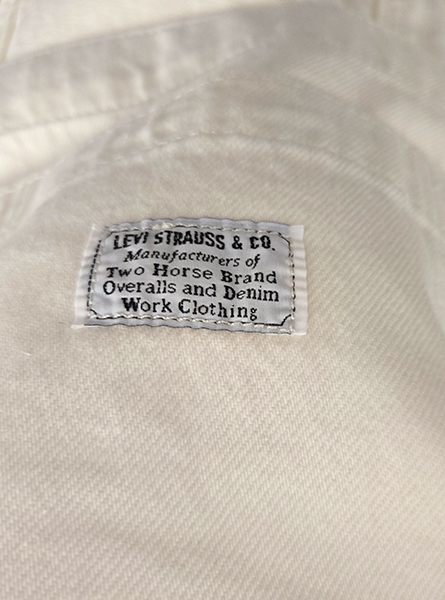 LEVI STRAUSS & CO.
Manufacturers of
Two Horse Brand
Overalls and Denim
Work Clothing